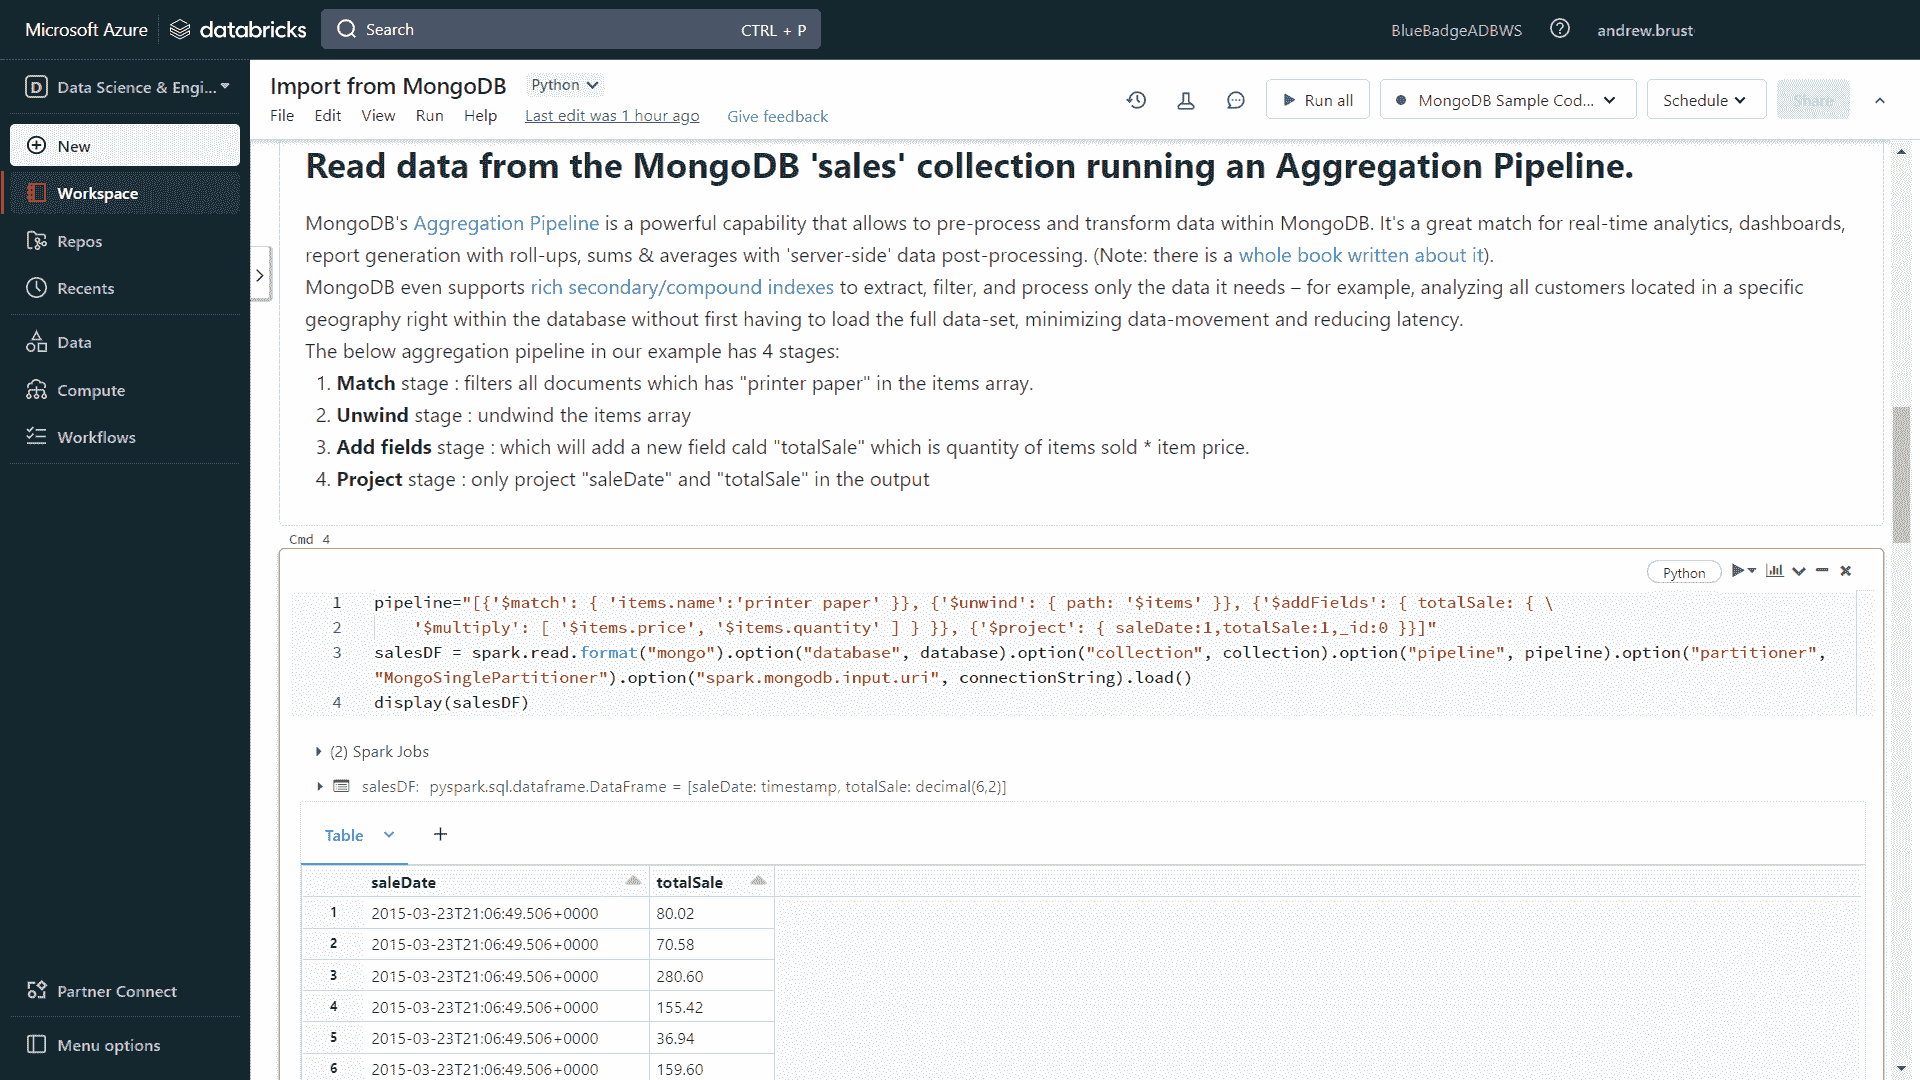 Microsoft Azure databricks Search CTRL + P BlueBadgeADBWS andrew.brust
D Data Science & Engi...
New
Workspace
Repos
Recents
Data
Compute
Workflows
Partner Connect
Menu options
Import from MongoDB Python
File Edit View Run Help Last edit was 1 hour ago Give feedback
Run all MongoDB Sample Cod... Schedule Share
Read data from the MongoDB 'sales' collection running an Aggregation Pipeline.
MongoDB's Aggregation Pipeline is a powerful capability that allows to pre-process and transform data within MongoDB. It's a great match for real-time analytics, dashboards,
report generation with roll-ups, sums & averages with 'server-side' data post-processing. (Note: there is a whole book written about it).
MongoDB even supports rich secondary/compound indexes to extract, filter, and process only the data it needs – for example, analyzing all customers located in a specific
geography right within the database without first having to load the full data-set, minimizing data-movement and reducing latency.
The below aggregation pipeline in our example has 4 stages:
1. Match stage : filters all documents which has "printer paper" in the items array.
2. Unwind stage : undwind the items array
3. Add fields stage : which will add a new field cald "totalSale" which is quantity of items sold * item price.
4. Project stage : only project "saleDate" and "totalSale" in the output
Cmd 4
Python
1 pipeline="[{'$match': { 'items.name':'printer paper' }}, {'$unwind': { path: '$items' }}, {'$addFields': { totalSale: { \
2 '$multiply': [ '$items.price', '$items.quantity' ] } }}, {'$project': { saleDate:1,totalSale:1,_id:0 }}]"
3 salesDF = spark.read.format("mongo").option("database", database).option("collection", collection).option("pipeline", pipeline).option("partitioner",
"MongoSinglePartitioner").option("spark.mongodb.input.uri", connectionString).load()
4 display(salesDF)
(2) Spark Jobs
salesDF: pyspark.sql.dataframe.DataFrame = [saleDate: timestamp, totalSale: decimal(6,2)]
Table +
saleDate totalSale
1 2015-03-23T21:06:49.506+0000 80.02
2 2015-03-23T21:06:49.506+0000 70.58
3 2015-03-23T21:06:49.506+0000 280.60
4 2015-03-23T21:06:49.506+0000 155.42
5 2015-03-23T21:06:49.506+0000 36.94
6 2015-03-23T21:06:49.506+0000 159.60